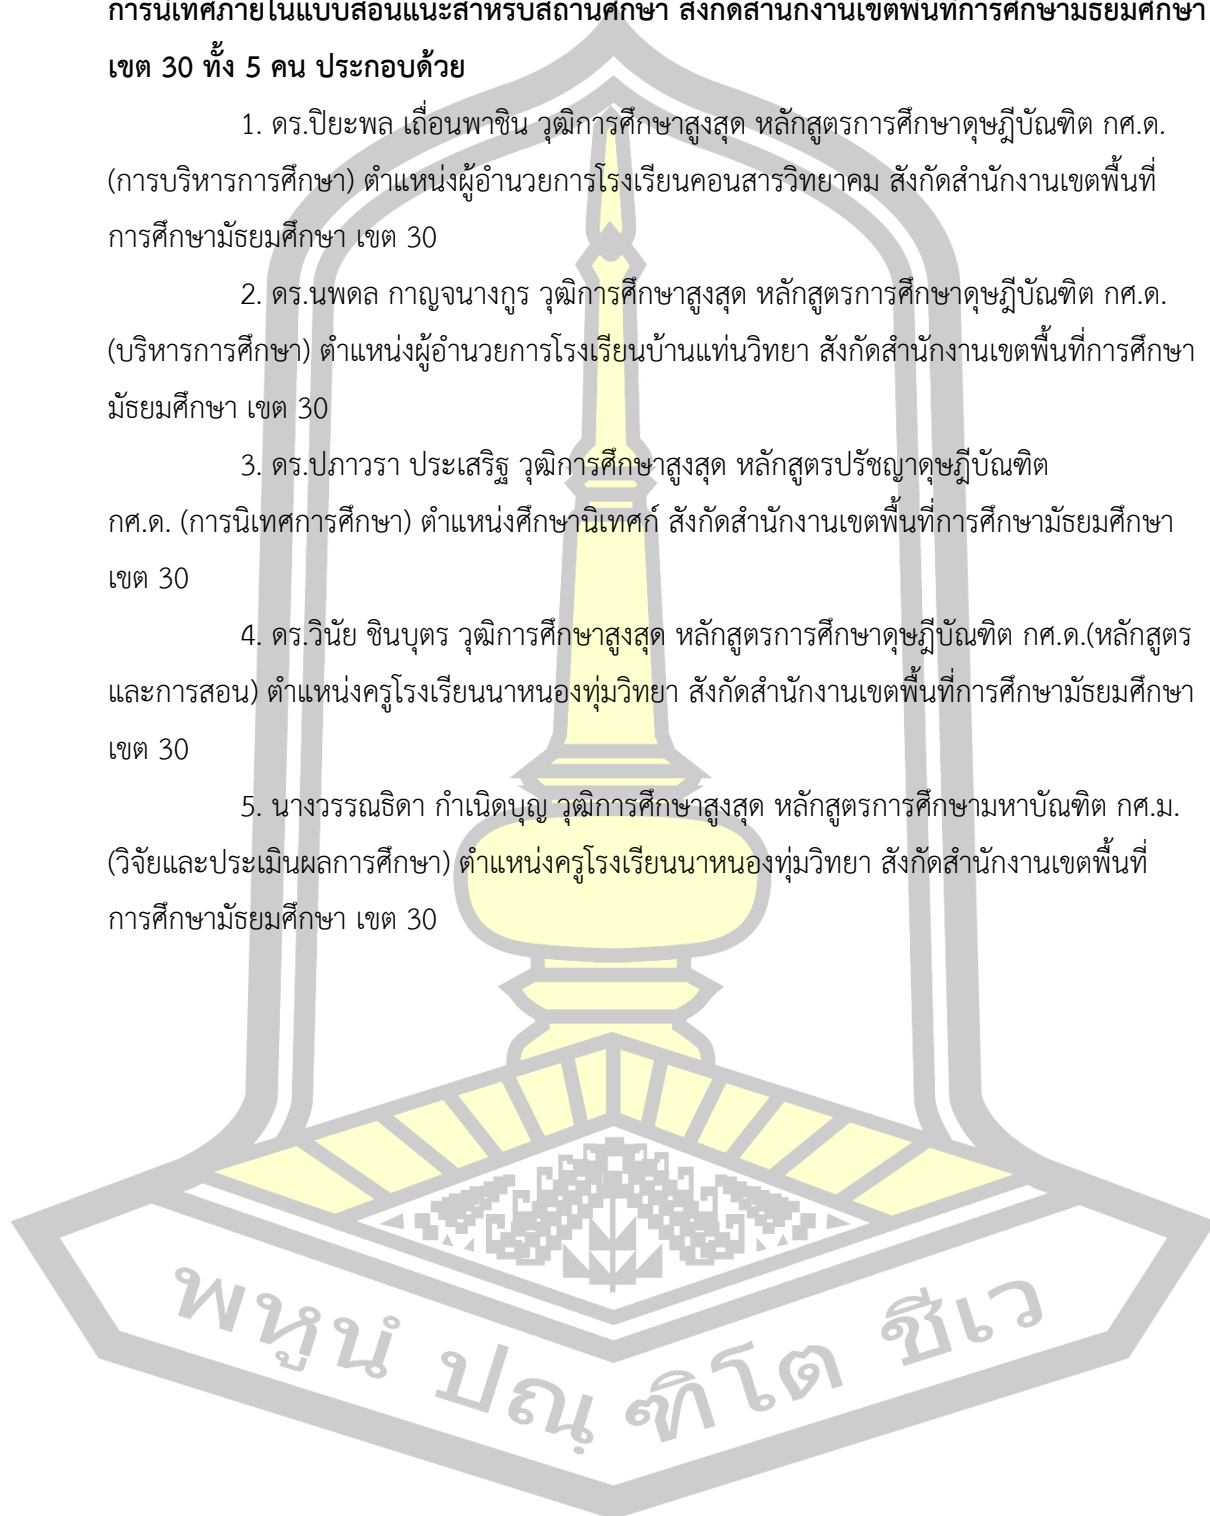 การนิเทศภายในแบบสอนแนะสำหรับสถานศึกษา สังกัดสำนักงานเขตพื้นที่การศึกษามัธยมศึกษา
เขต 30 ทั้ง 5 คน ประกอบด้วย
1. ดร.ปิยะพล เถื่อนพาชิน วุฒิการศึกษาสูงสุด หลักสูตรการศึกษาดุษฎีบัณฑิต กศ.ด.
(การบริหารการศึกษา) ตำแหน่งผู้อำนวยการโรงเรียนคอนสารวิทยาคม สังกัดสำนักงานเขตพื้นที่
การศึกษามัธยมศึกษา เขต 30
2. ดร.นพดล กาญจนางกูร วุฒิการศึกษาสูงสุด หลักสูตรการศึกษาดุษฎีบัณฑิต กศ.ด.
(บริหารการศึกษา) ตำแหน่งผู้อำนวยการโรงเรียนบ้านแท่นวิทยา สังกัดสำนักงานเขตพื้นที่การศึกษา
มัธยมศึกษา เขต 30
3. ดร.ปภาวรา ประเสริฐ วุฒิการศึกษาสูงสุด หลักสูตรปรัชญาดุษฎีบัณฑิต
กศ.ด. (การนิเทศการศึกษา) ตำแหน่งศึกษานิเทศก์ สังกัดสำนักงานเขตพื้นที่การศึกษามัธยมศึกษา
เขต 30
4. ดร.วินัย ชินบุตร วุฒิการศึกษาสูงสุด หลักสูตรการศึกษาดุษฎีบัณฑิต กศ.ด.(หลักสูตร
และการสอน) ตำแหน่งครูโรงเรียนนาหนองทุ่มวิทยา สังกัดสำนักงานเขตพื้นที่การศึกษามัธยมศึกษา
เขต 30
5. นางวรรณธิดา กำเนิดบุญ วุฒิการศึกษาสูงสุด หลักสูตรการศึกษามหาบัณฑิต กศ.ม.
(วิจัยและประเมินผลการศึกษา) ตำแหน่งครูโรงเรียนนาหนองทุ่มวิทยา สังกัดสำนักงานเขตพื้นที่
การศึกษามัธยมศึกษา เขต 30
พหูนํ ปณฺฑิโต ชีเว